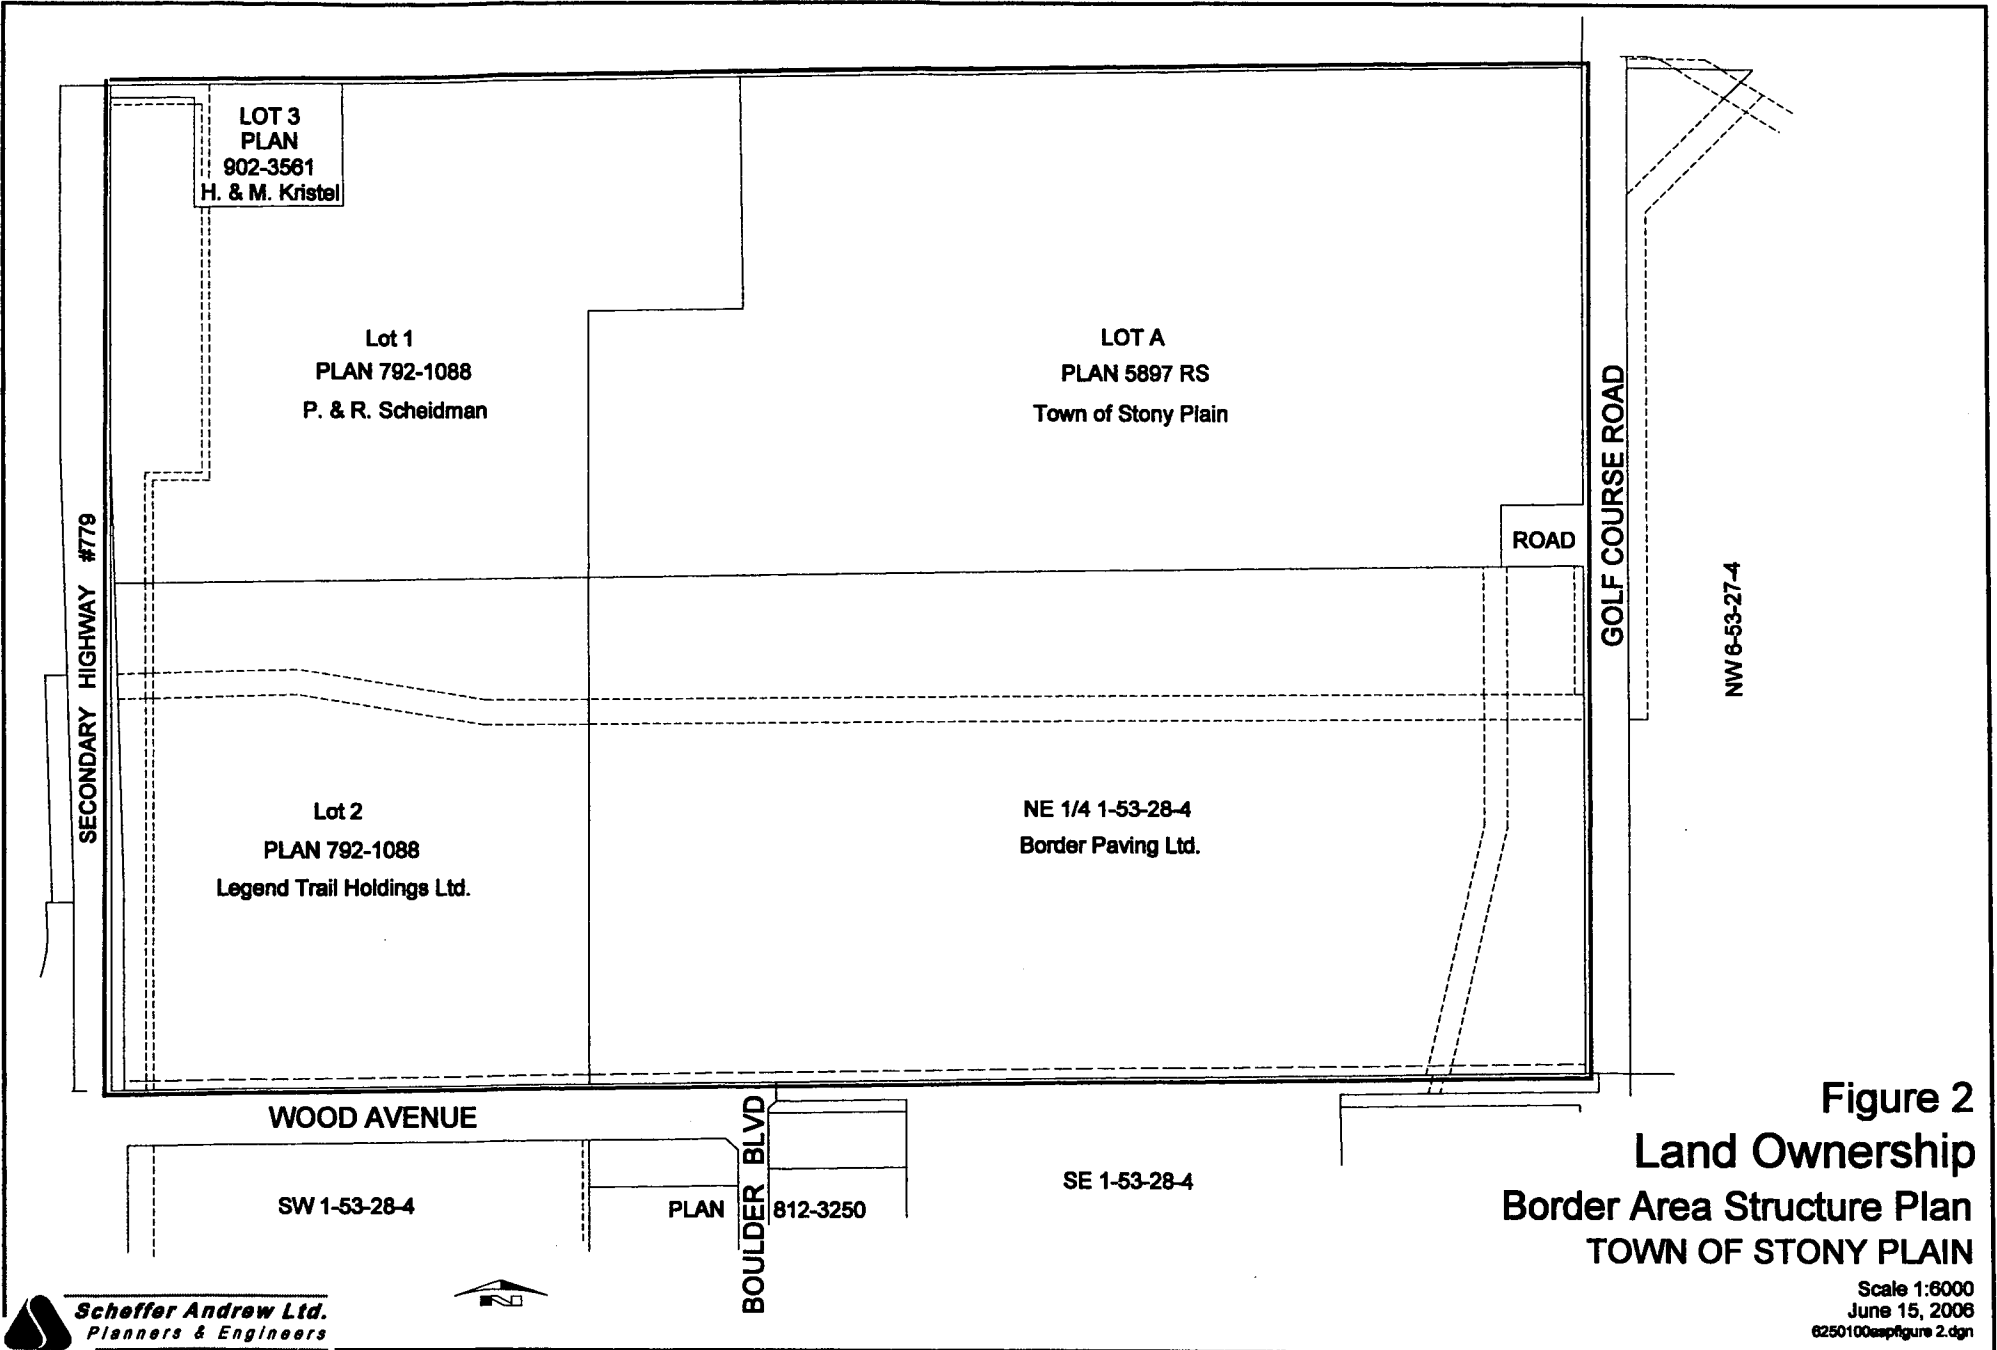 LOT 3
PLAN
902-3561
H. & M. Kristel
Lot 1
PLAN 792-1088
P. & R. Scheidman
LOT A
PLAN 5897 RS
Town of Stony Plain
ROAD
GOLF COURSE ROAD
NW 6-53-27-4
SECONDARY HIGHWAY #779
Lot 2
PLAN 792-1088
Legend Trail Holdings Ltd.
NE 1/4 1-53-28-4
Border Paving Ltd.
WOOD AVENUE
BOULDER BLVD
SW 1-53-28-4
PLAN 812-3250
SE 1-53-28-4
N
Figure 2
Land Ownership
Border Area Structure Plan
TOWN OF STONY PLAIN
Scale 1:6000
June 15, 2006
6250100aspfigure 2.dgn
Scheffer Andrew Ltd.
Planners & Engineers